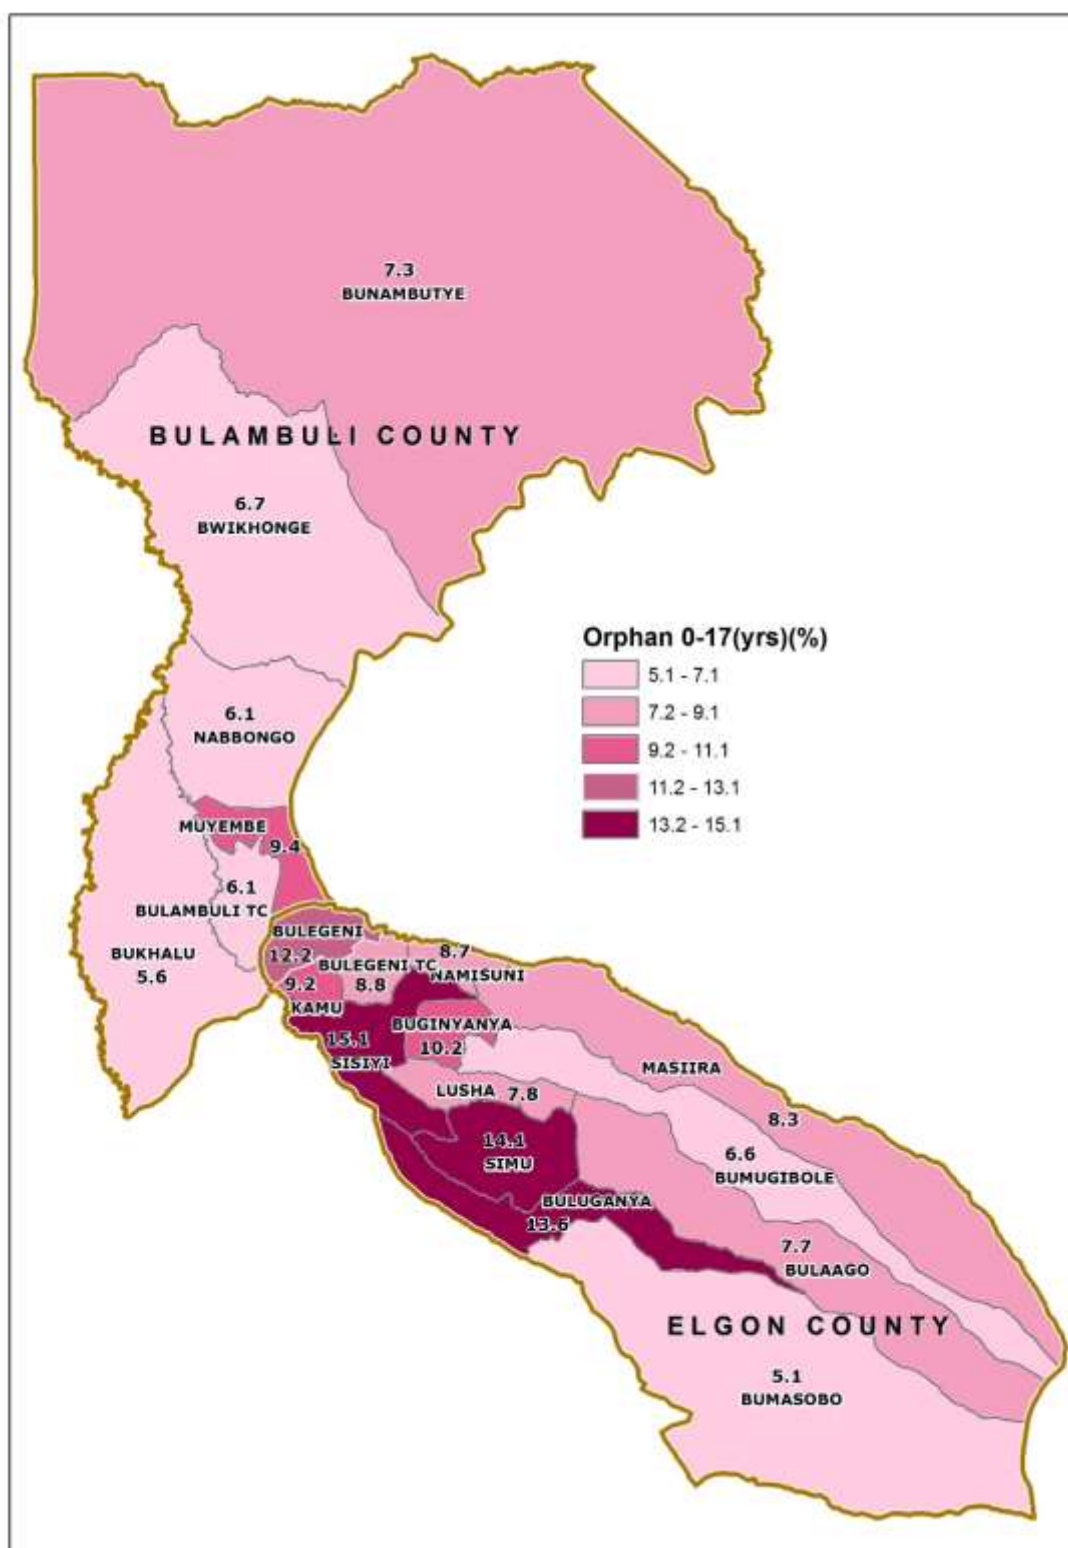 7.3
BUNAMBUTYE
BULAMBULI COUNTY
6.7
BWIKHONGE
Orphan 0-17(yrs)(%)
5.1 - 7.1
7.2 - 9.1
9.2 - 11.1
11.2 - 13.1
13.2 - 15.1
6.1
NABBONGO
MUYEMBE
9.4
6.1
BULAMBULI TC
BUKHALU
5.6
BULEGENI
12.2
BULEGENI TC
8.8
8.7
NAMISUNI
9.2
KAMU
BUGINYANYA
10.2
15.1
SISIYI
LUSHA 7.8
MASIIRA
8.3
14.1
SIMU
6.6
BUMUGIBOLE
BULUGANYA
13.6
7.7
BULAAGO
ELGON COUNTY
5.1
BUMASOBO